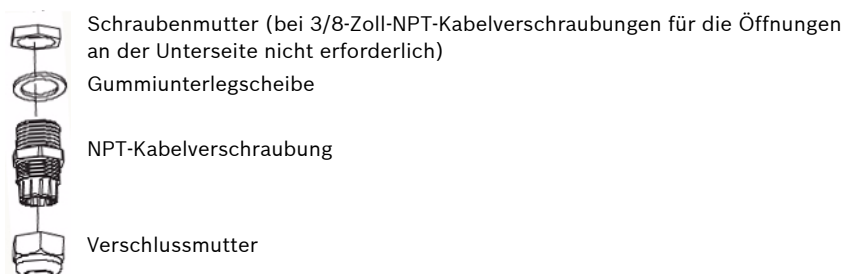 Schraubenmutter (bei 3/8-Zoll-NPT-Kabelverschraubungen für die Öffnungen
an der Unterseite nicht erforderlich)
Gummiunterlegscheibe
NPT-Kabelverschraubung
Verschlussmutter